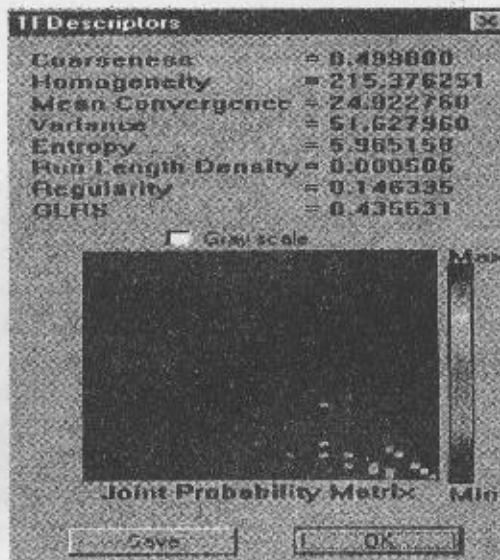 TFDescriptors
Coarseness = 0.499800
Homogeneity = 215.376251
Mean Convergence = 24.922760
Variance = 51.627960
Entropy = 5.965158
Run Length Density = 0.000506
Regularity = 0.146335
GLRS = 0.435531
Gray scale
Max
Joint Probability Metrix
Min
Save
OK